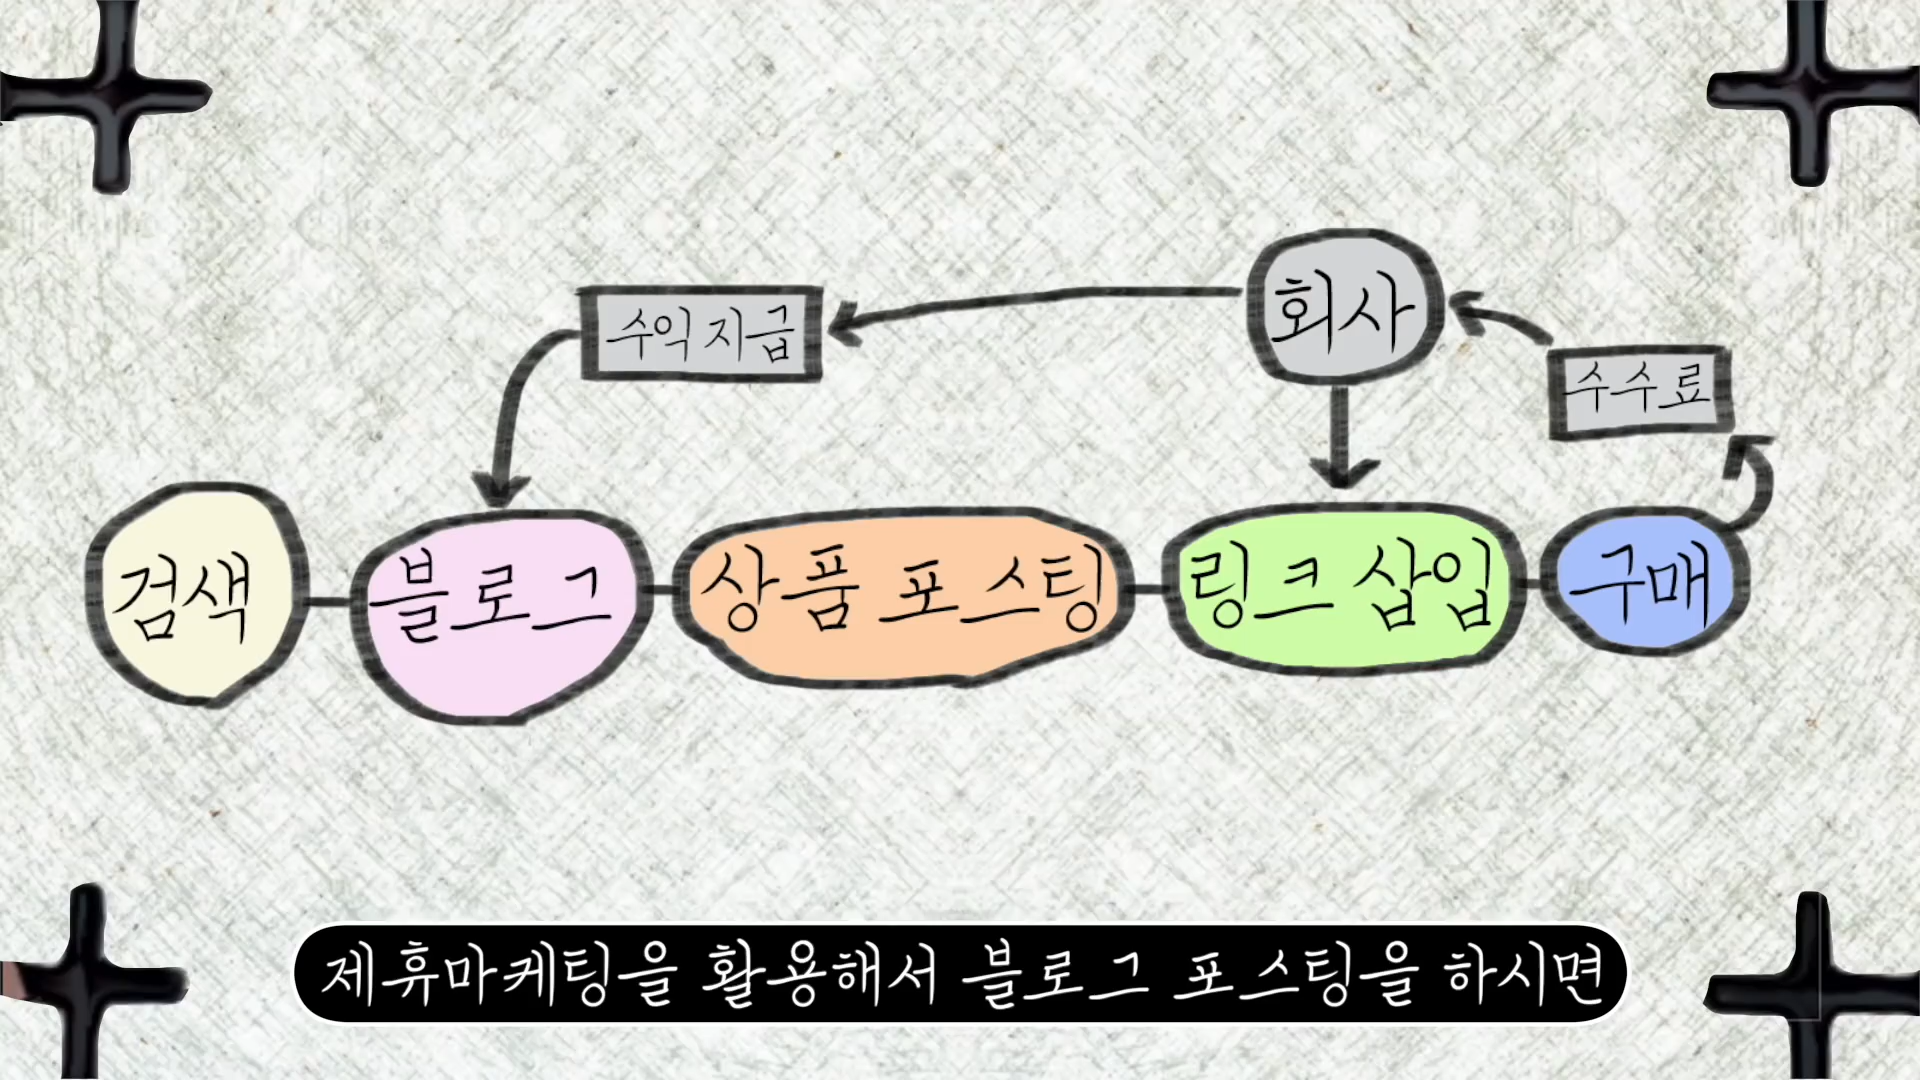 회사
수익 지급
수수료
검색
블로그
상품 포스팅
링크 삽입
구매
제휴마케팅을 활용해서 블로그 포스팅을 하시면